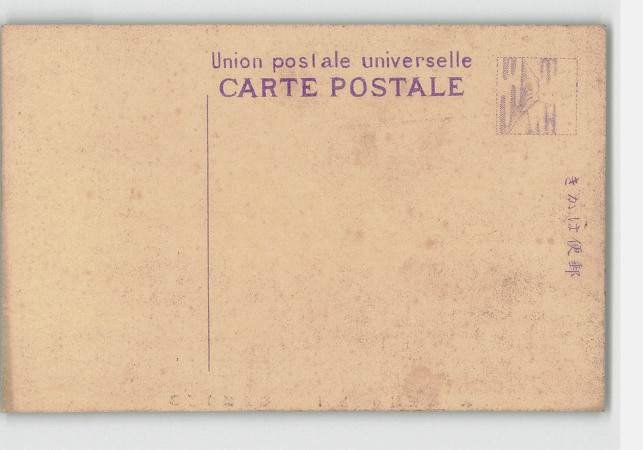 Union postale universelle
CARTE POSTALE
きかは便郵